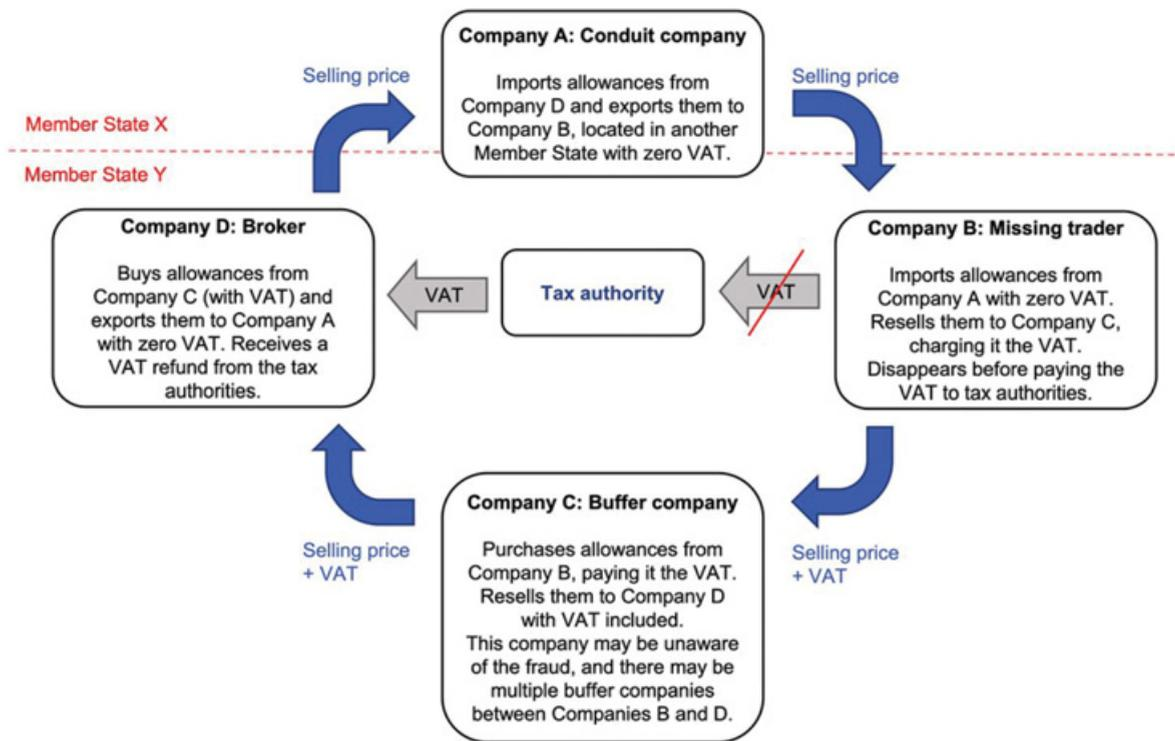 Company A: Conduit company
Imports allowances from
Company D and exports them to
Company B, located in another
Member State with zero VAT.
Selling price
Selling price
Member State X
Member State Y
Company D: Broker
Buys allowances from
Company C (with VAT) and
exports them to Company A
with zero VAT. Receives a
VAT refund from the tax
authorities.
VAT
Tax authority
VAT
Company B: Missing trader
Imports allowances from
Company A with zero VAT.
Resells them to Company C,
charging it the VAT.
Disappears before paying the
VAT to tax authorities.
Company C: Buffer company
Purchases allowances from
Company B, paying it the VAT.
Resells them to Company D
with VAT included.
This company may be unaware
of the fraud, and there may be
multiple buffer companies
between Companies B and D.
Selling price
+ VAT
Selling price
+ VAT